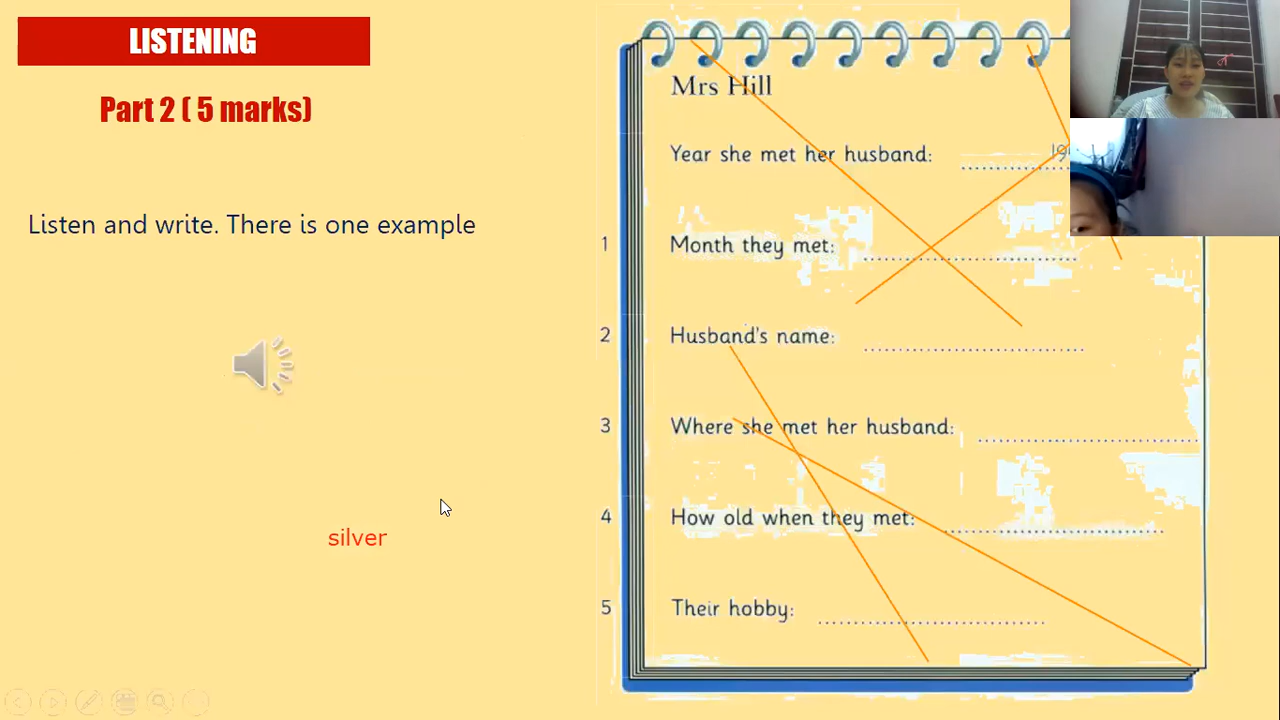 LISTENING
Part 2 ( 5 marks)
Listen and write. There is one example
silver
Mrs Hill
Year she met her husband:
1 Month they met: ..............................
2 Husband's name: ..............................
3 Where she met her husband: ..............................
4 How old when they met: ..............................
5 Their hobby: ..............................